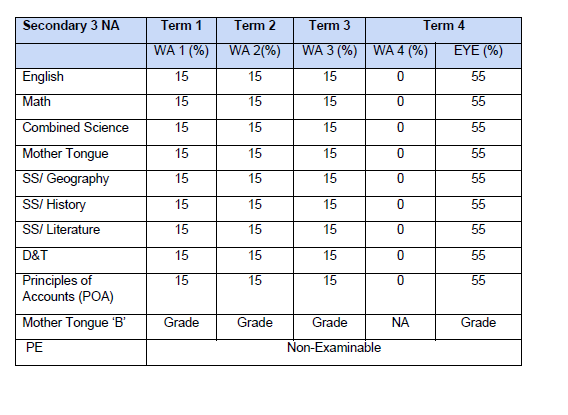 Secondary 3 NA Term 1 Term 2 Term 3 Term 4
WA 1 (%) WA 2(%) WA 3 (%) WA 4 (%) EYE (%)
English 15 15 15 0 55
Math 15 15 15 0 55
Combined Science 15 15 15 0 55
Mother Tongue 15 15 15 0 55
SS/ Geography 15 15 15 0 55
SS/ History 15 15 15 0 55
SS/ Literature 15 15 15 0 55
D&T 15 15 15 0 55
Principles of 15 15 15 0 55
Accounts (POA)
Mother Tongue ‘B’ Grade Grade Grade NA Grade
PE Non-Examinable